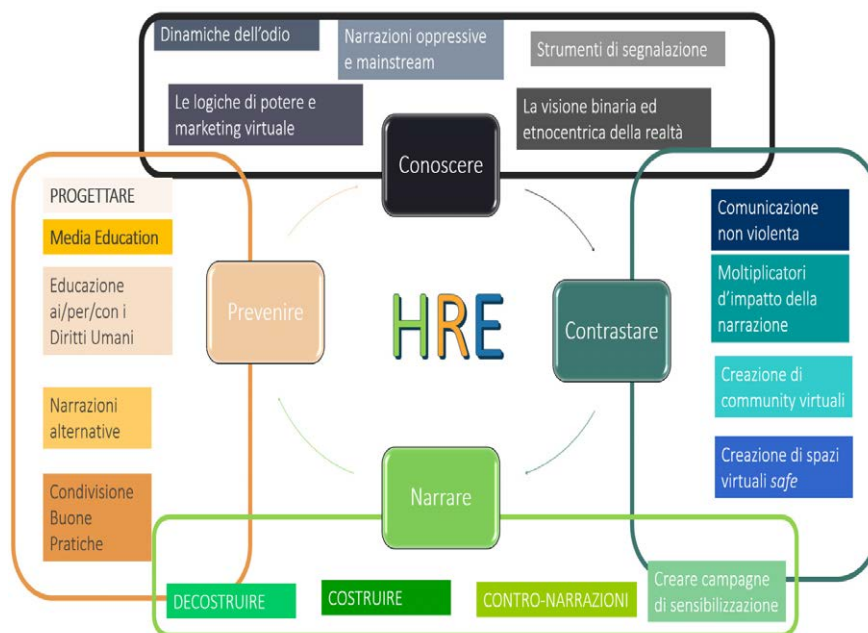 Dinamiche dell'odio
Narrazioni oppressive
e mainstream
Strumenti di segnalazione
Le logiche di potere e
marketing virtuale
La visione binaria ed
etnocentrica della realtà
Conoscere
PROGETTARE
Media Education
Educazione
ai/per/con i
Diritti Umani
Narrazioni
alternative
Condivisione
Buone
Pratiche
Prevenire
HRE
Contrastare
Comunicazione
non violenta
Moltiplicatori
d'impatto della
narrazione
Creazione di
community virtuali
Creazione di spazi
virtuali safe
Narrare
DECOSTRUIRE
COSTRUIRE
CONTRO-NARRAZIONI
Creare campagne
di sensibilizzazione